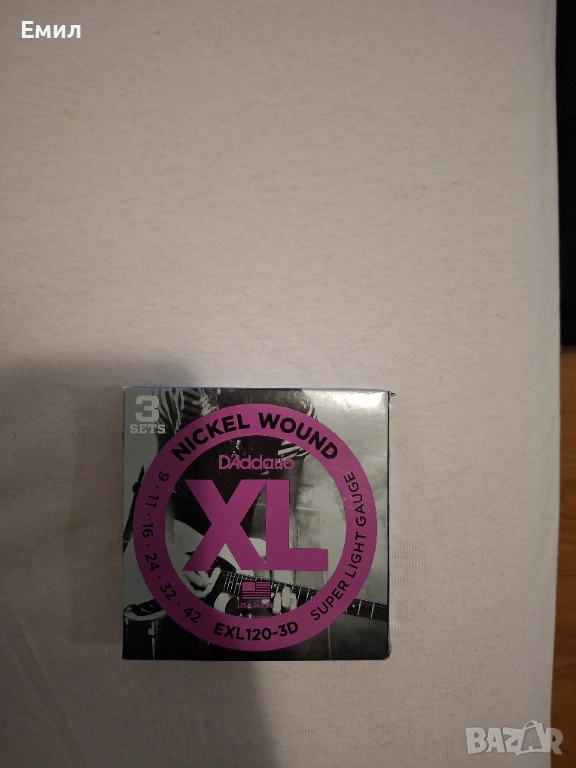 Емил
3
SETS
NICKEL WOUND
D'Addario
XL
9 · 11 · 16 · 24 · 32 · 42
EXL120-3D
SUPER LIGHT GAUGE
BAZAR